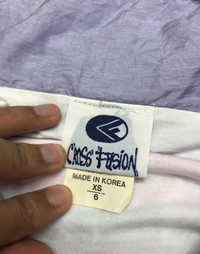 CROSS FUSION
MADE IN KOREA
XS
6